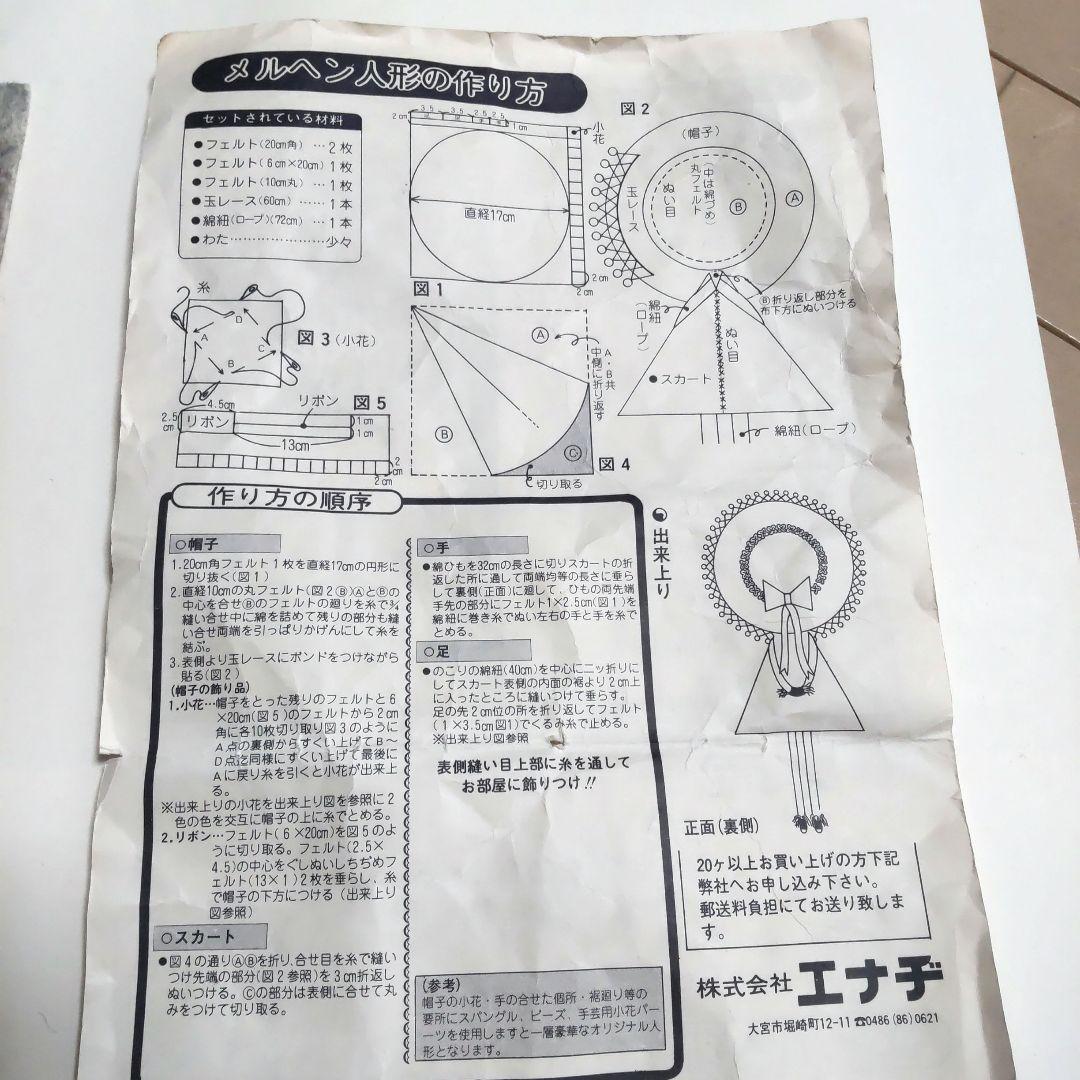 メルヘン人形の作り方
セットされている材料
●フェルト(20cm角)…2枚
●フェルト(6cm×20cm)1枚
●フェルト(10cm丸)…1枚
●玉レース(60cm)……1本
●綿紐(ロープ)(72cm)…1本
●わた…………………少々
2cm
3.5
3.5
2.5
2.5
1cm
小花
直径17cm
2cm
2cm
図1
図2
(帽子)
玉レース
ぬい目
丸フェルト
(中は綿づめ)
Ⓑ
Ⓐ
綿紐(ロープ)
Ⓑ折り返し部分を
布下方にぬいつける
ぬい目
●スカート
綿紐(ロープ)
糸
A
B
C
D
図3(小花)
図5
4.5cm
リボン
2.5cm
リボン
1cm
1cm
13cm
2cm
2cm
Ⓐ
Ⓑ
Ⓒ
A・B共
中側に折り返す
切り取る
図4
作り方の順序
○帽子
1.20cm角フェルト1枚を直径17cmの円形に
切り抜く(図1)
2.直径10cmの丸フェルト(図2Ⓑ)ⒶとⒷの
中心を合せⒷのフェルトの廻りを糸で¾
縫い合せ中に綿を詰めて残りの部分も縫
い合せ両端を引っぱりかげんにして糸を
結ぶ。
3.表側より玉レースにボンドをつけながら
貼る(図2)
(帽子の飾り品)
1.小花…帽子をとった残りのフェルトと6
×20cm(図5)のフェルトから2cm
角に各10枚切り取り図3のように
A点の裏側からすくい上げてB〜
D点迄同様にすくい上げて最後に
Aに戻り糸を引くと小花が出来上
る。
※出来上りの小花を出来上り図を参照に2
色の色を交互に帽子の上に糸でとめる。
2.リボン…フェルト(6×20cm)を図5のよ
うに切り取る。フェルト(2.5×
4.5)の中心をぐしぬいしちぢめフ
ェルト(13×1)2枚を垂らし、糸
で帽子の下方につける(出来上り
図参照)
○スカート
●図4の通りⒶⒷを折り、合せ目を糸で縫い
つけ先端の部分(図2参照)を3cm折返し
ぬいつける。Ⓒの部分は表側に合せて丸
みをつけて切り取る。
○手
●綿ひもを32cmの長さに切りスカートの折
返した所に通して両端均等の長さに垂ら
して裏側(正面)に廻して、ひもの両先端
手先の部分にフェルト1×2.5cm(図1)を
綿紐に巻き糸でぬい左右の手と手を糸で
とめる。
○足
●のこりの綿紐(40cm)を中心に二ッ折りに
してスカート表側の内面の裾より2cm上
に入ったところに縫いつけて垂らす。
足の先2cm位の所を折り返してフェルト
(1×3.5cm図1)でくるみ糸で止める。
※出来上り図参照
表側縫い目上部に糸を通して
お部屋に飾りつけ!!
(参考)
帽子の小花・手の合せた個所・裾廻り等の
要所にスパングル、ビーズ、手芸用小花パー
ツを使用しますと一層豪華なオリジナル人
形となります。
出来上り
正面(裏側)
20ヶ以上お買い上げの方下記
弊社へお申し込み下さい。
郵送料負担にてお送り致しま
す。
株式会社エナヂ
大宮市堀崎町12-11 ☎0486(86)0621